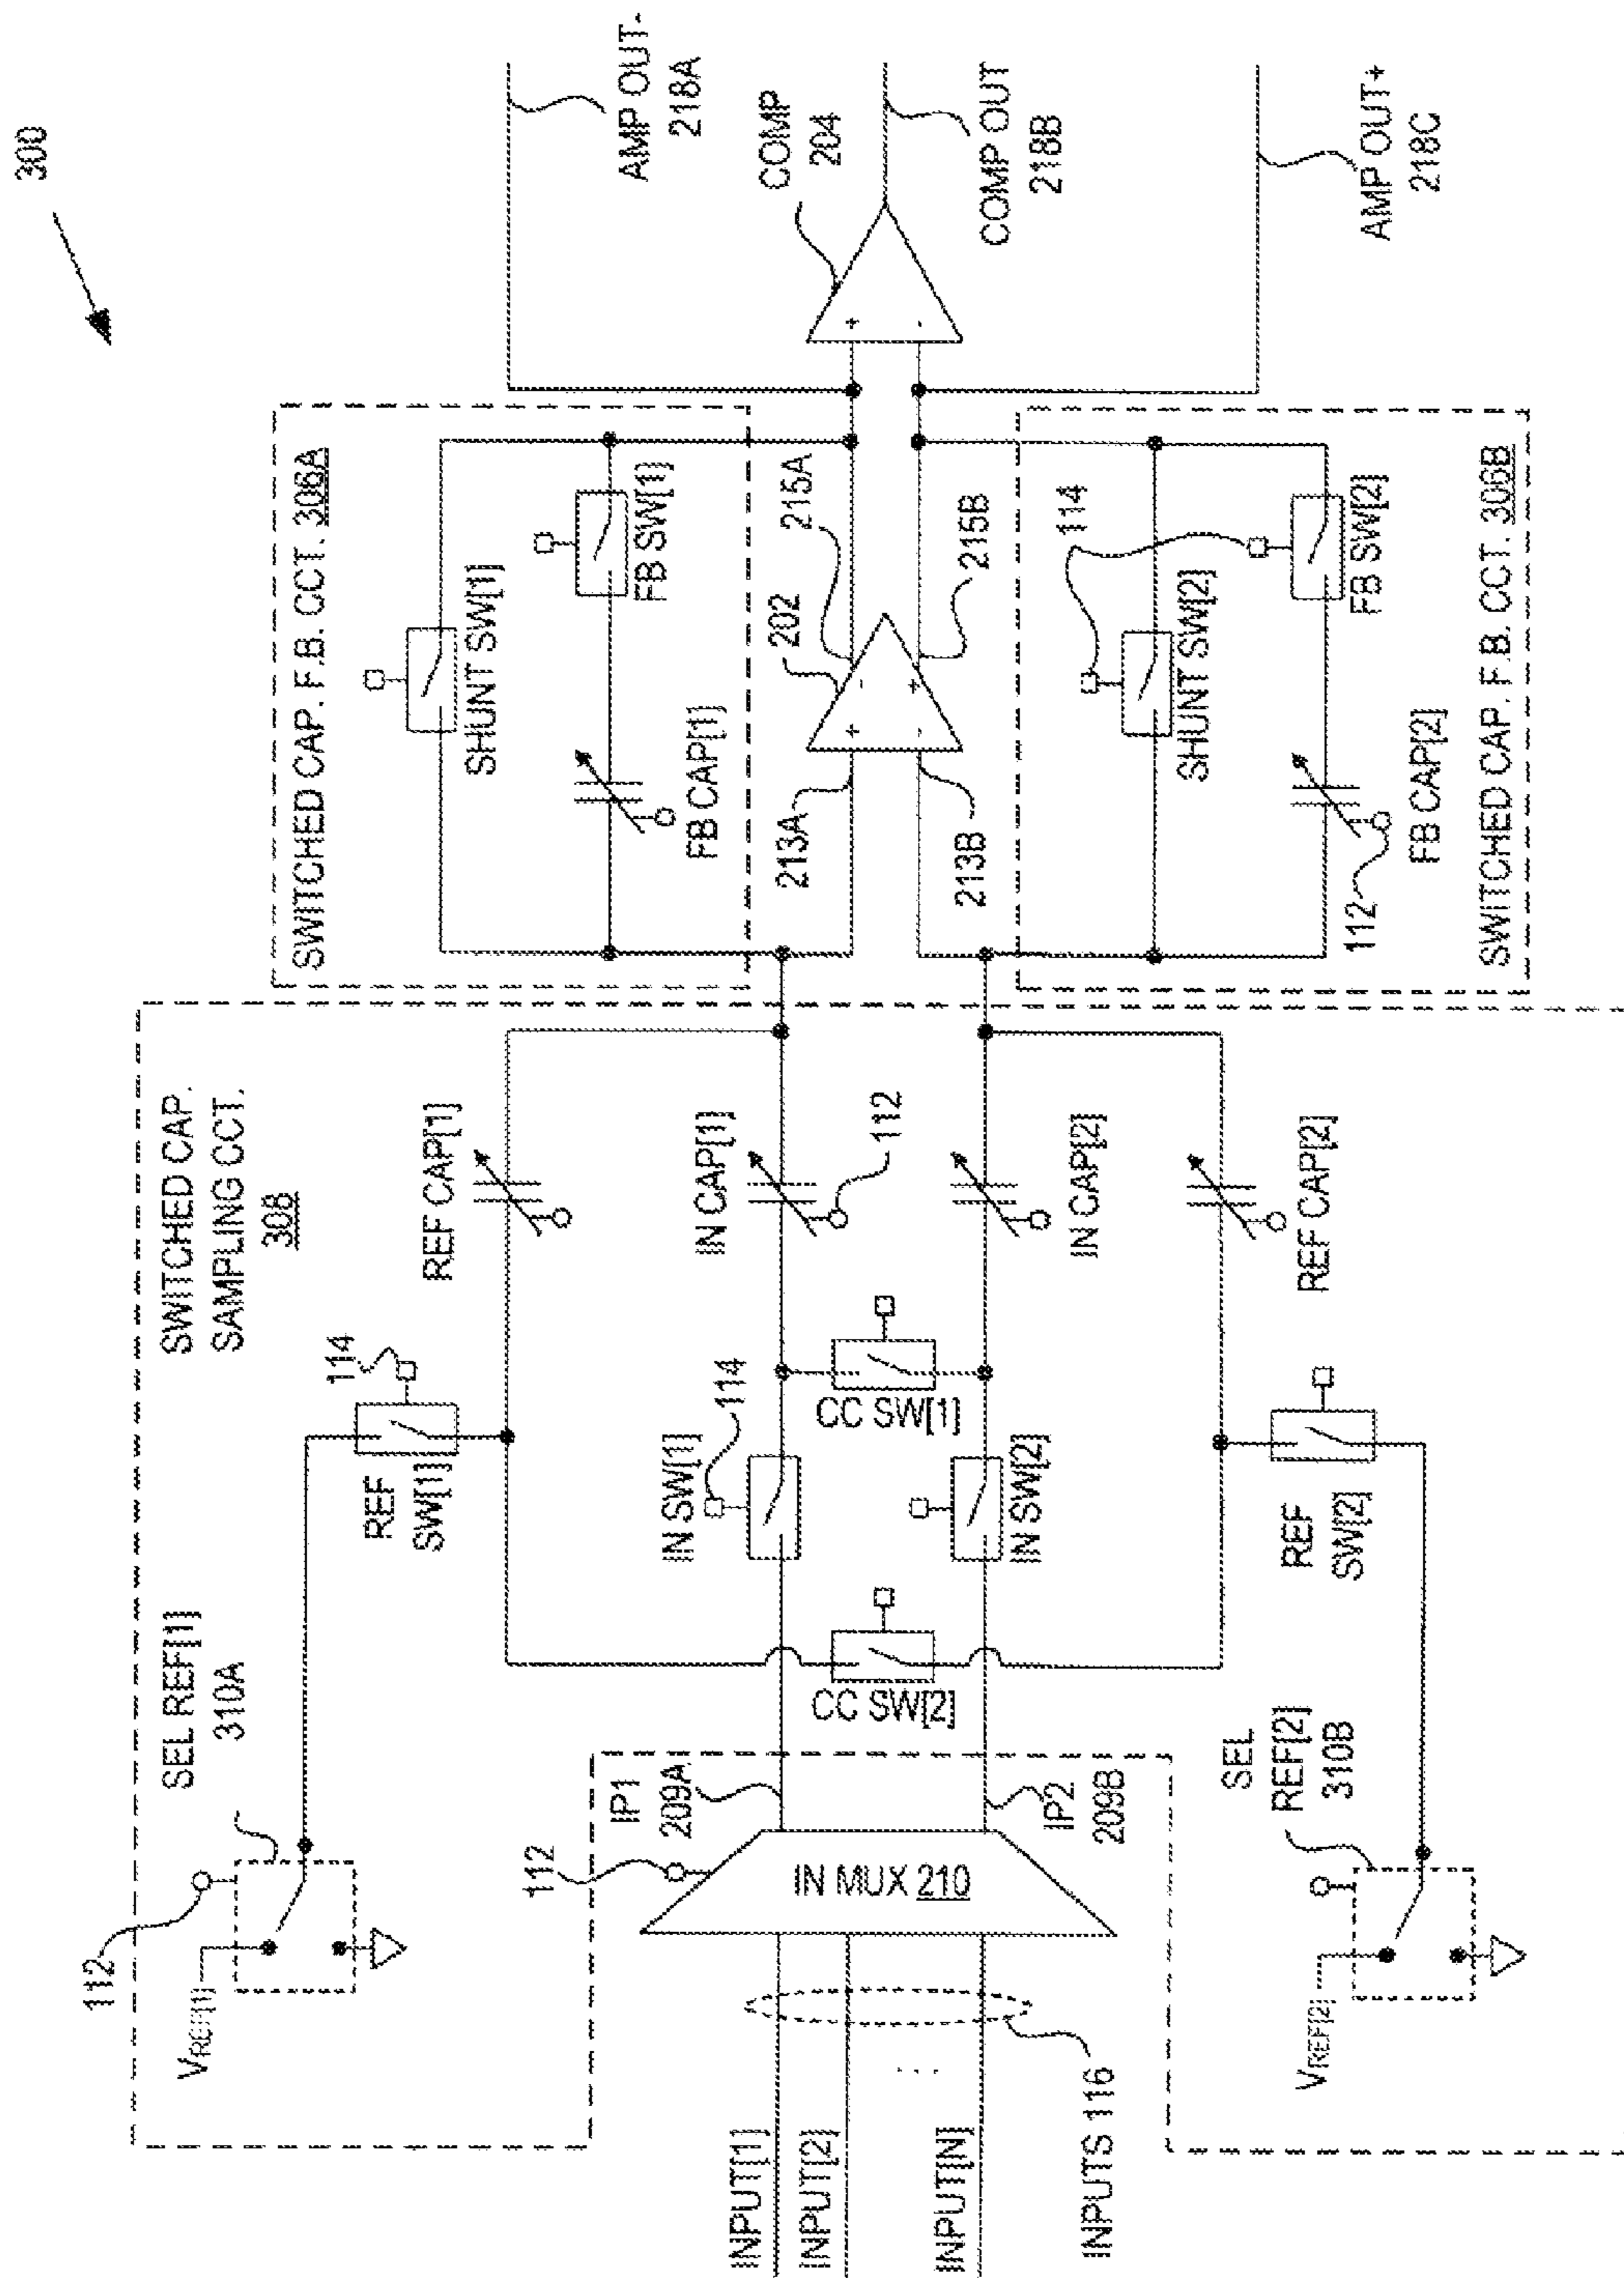 300
SWITCHED CAP.
SAMPLING CCT.
308
SEL REF[1]
310A
112
VREF[1]
114
REF
SW[1]
REF CAP[1]
SWITCHED CAP. F.B. CCT. 306A
SHUNT SW[1]
FB SW[1]
FB CAP[1]
AMP OUT-
218A
INPUT[1]
INPUT[2]
INPUT[N]
. . .
INPUTS 116
112
IN MUX 210
IP1
209A
IP2
209B
IN SW[1]
114
IN SW[2]
CC SW[1]
CC SW[2]
IN CAP[1]
112
IN CAP[2]
213A
213B
202
+
-
-
+
215A
215B
COMP
204
+
-
COMP OUT
218B
SEL
REF[2]
310B
VREF[2]
REF
SW[2]
REF CAP[2]
SHUNT SW[2]
114
FB SW[2]
112
FB CAP[2]
SWITCHED CAP. F.B. CCT. 306B
AMP OUT+
218C